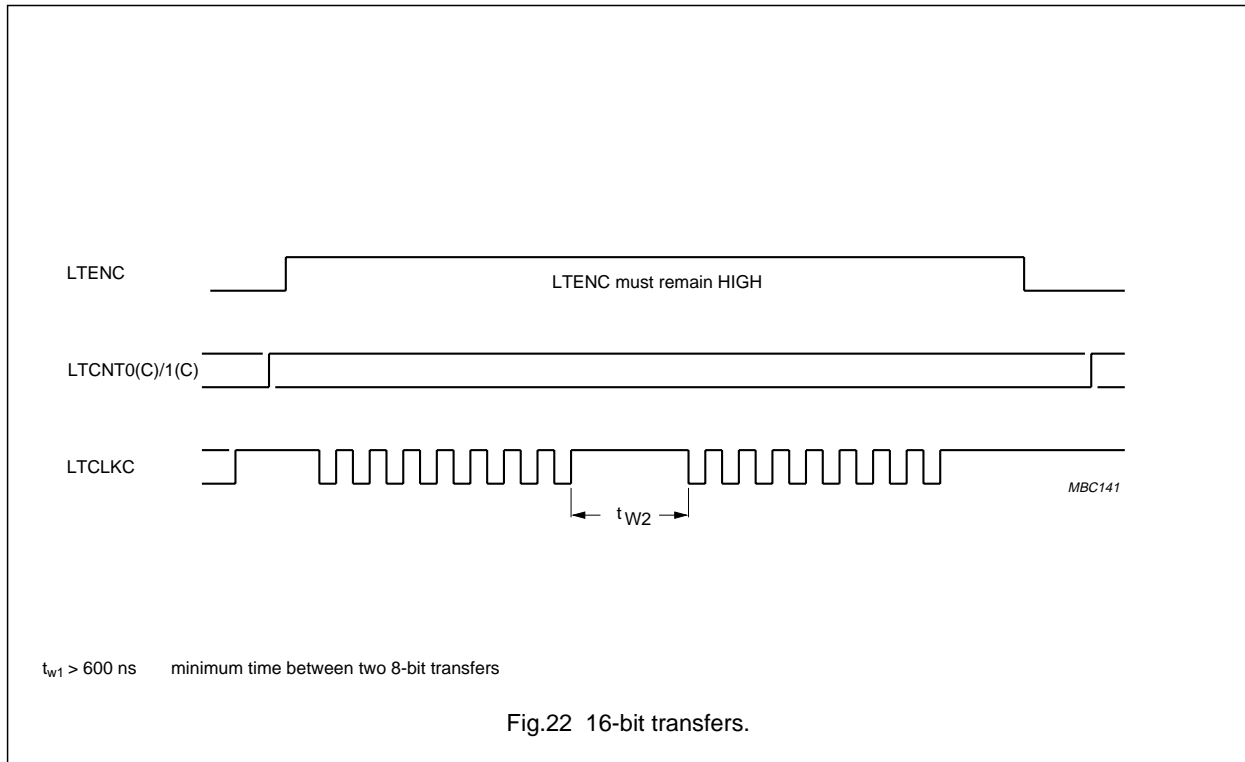 LTENC
LTENC must remain HIGH
LTCNT0(C)/1(C)
LTCLKC
MBC141
t W2
tw1 > 600 ns minimum time between two 8-bit transfers
Fig.22 16-bit transfers.